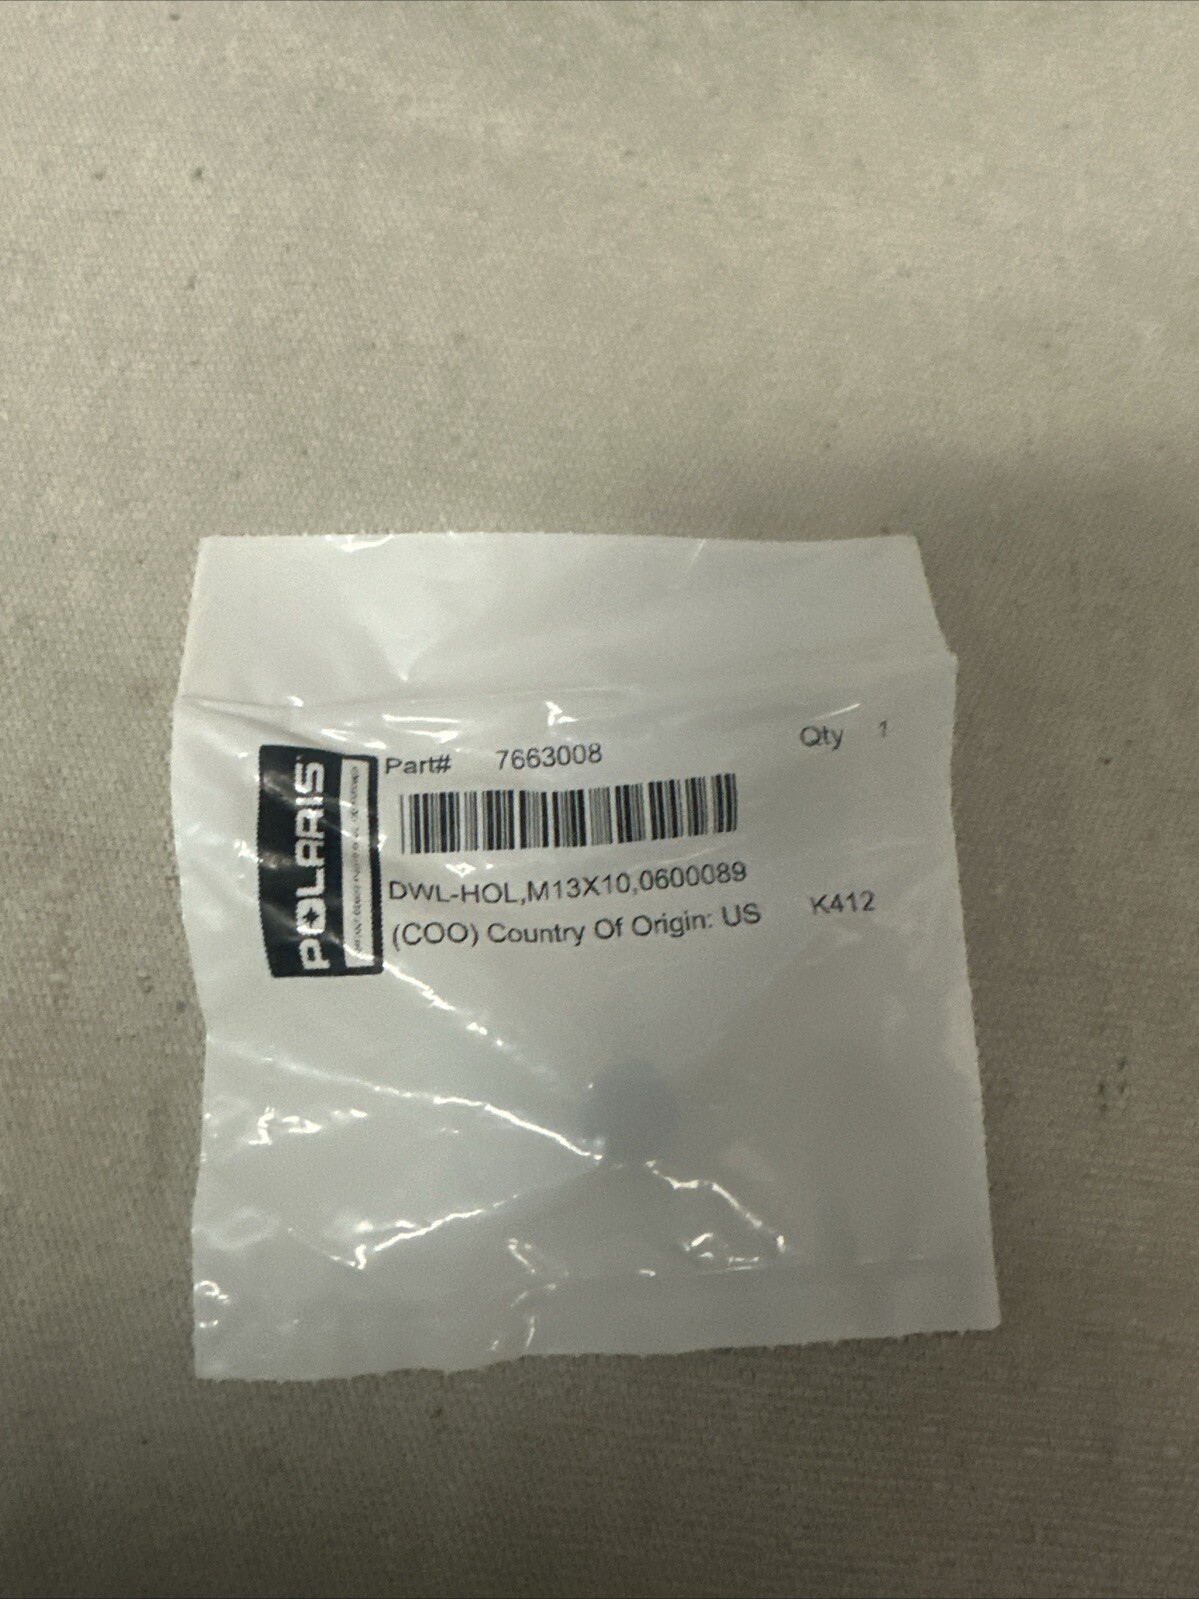 POLARIS
Part# 7663008
Qty 1
DWL-HOL,M13X10,0600089
(COO) Country Of Origin: US
K412